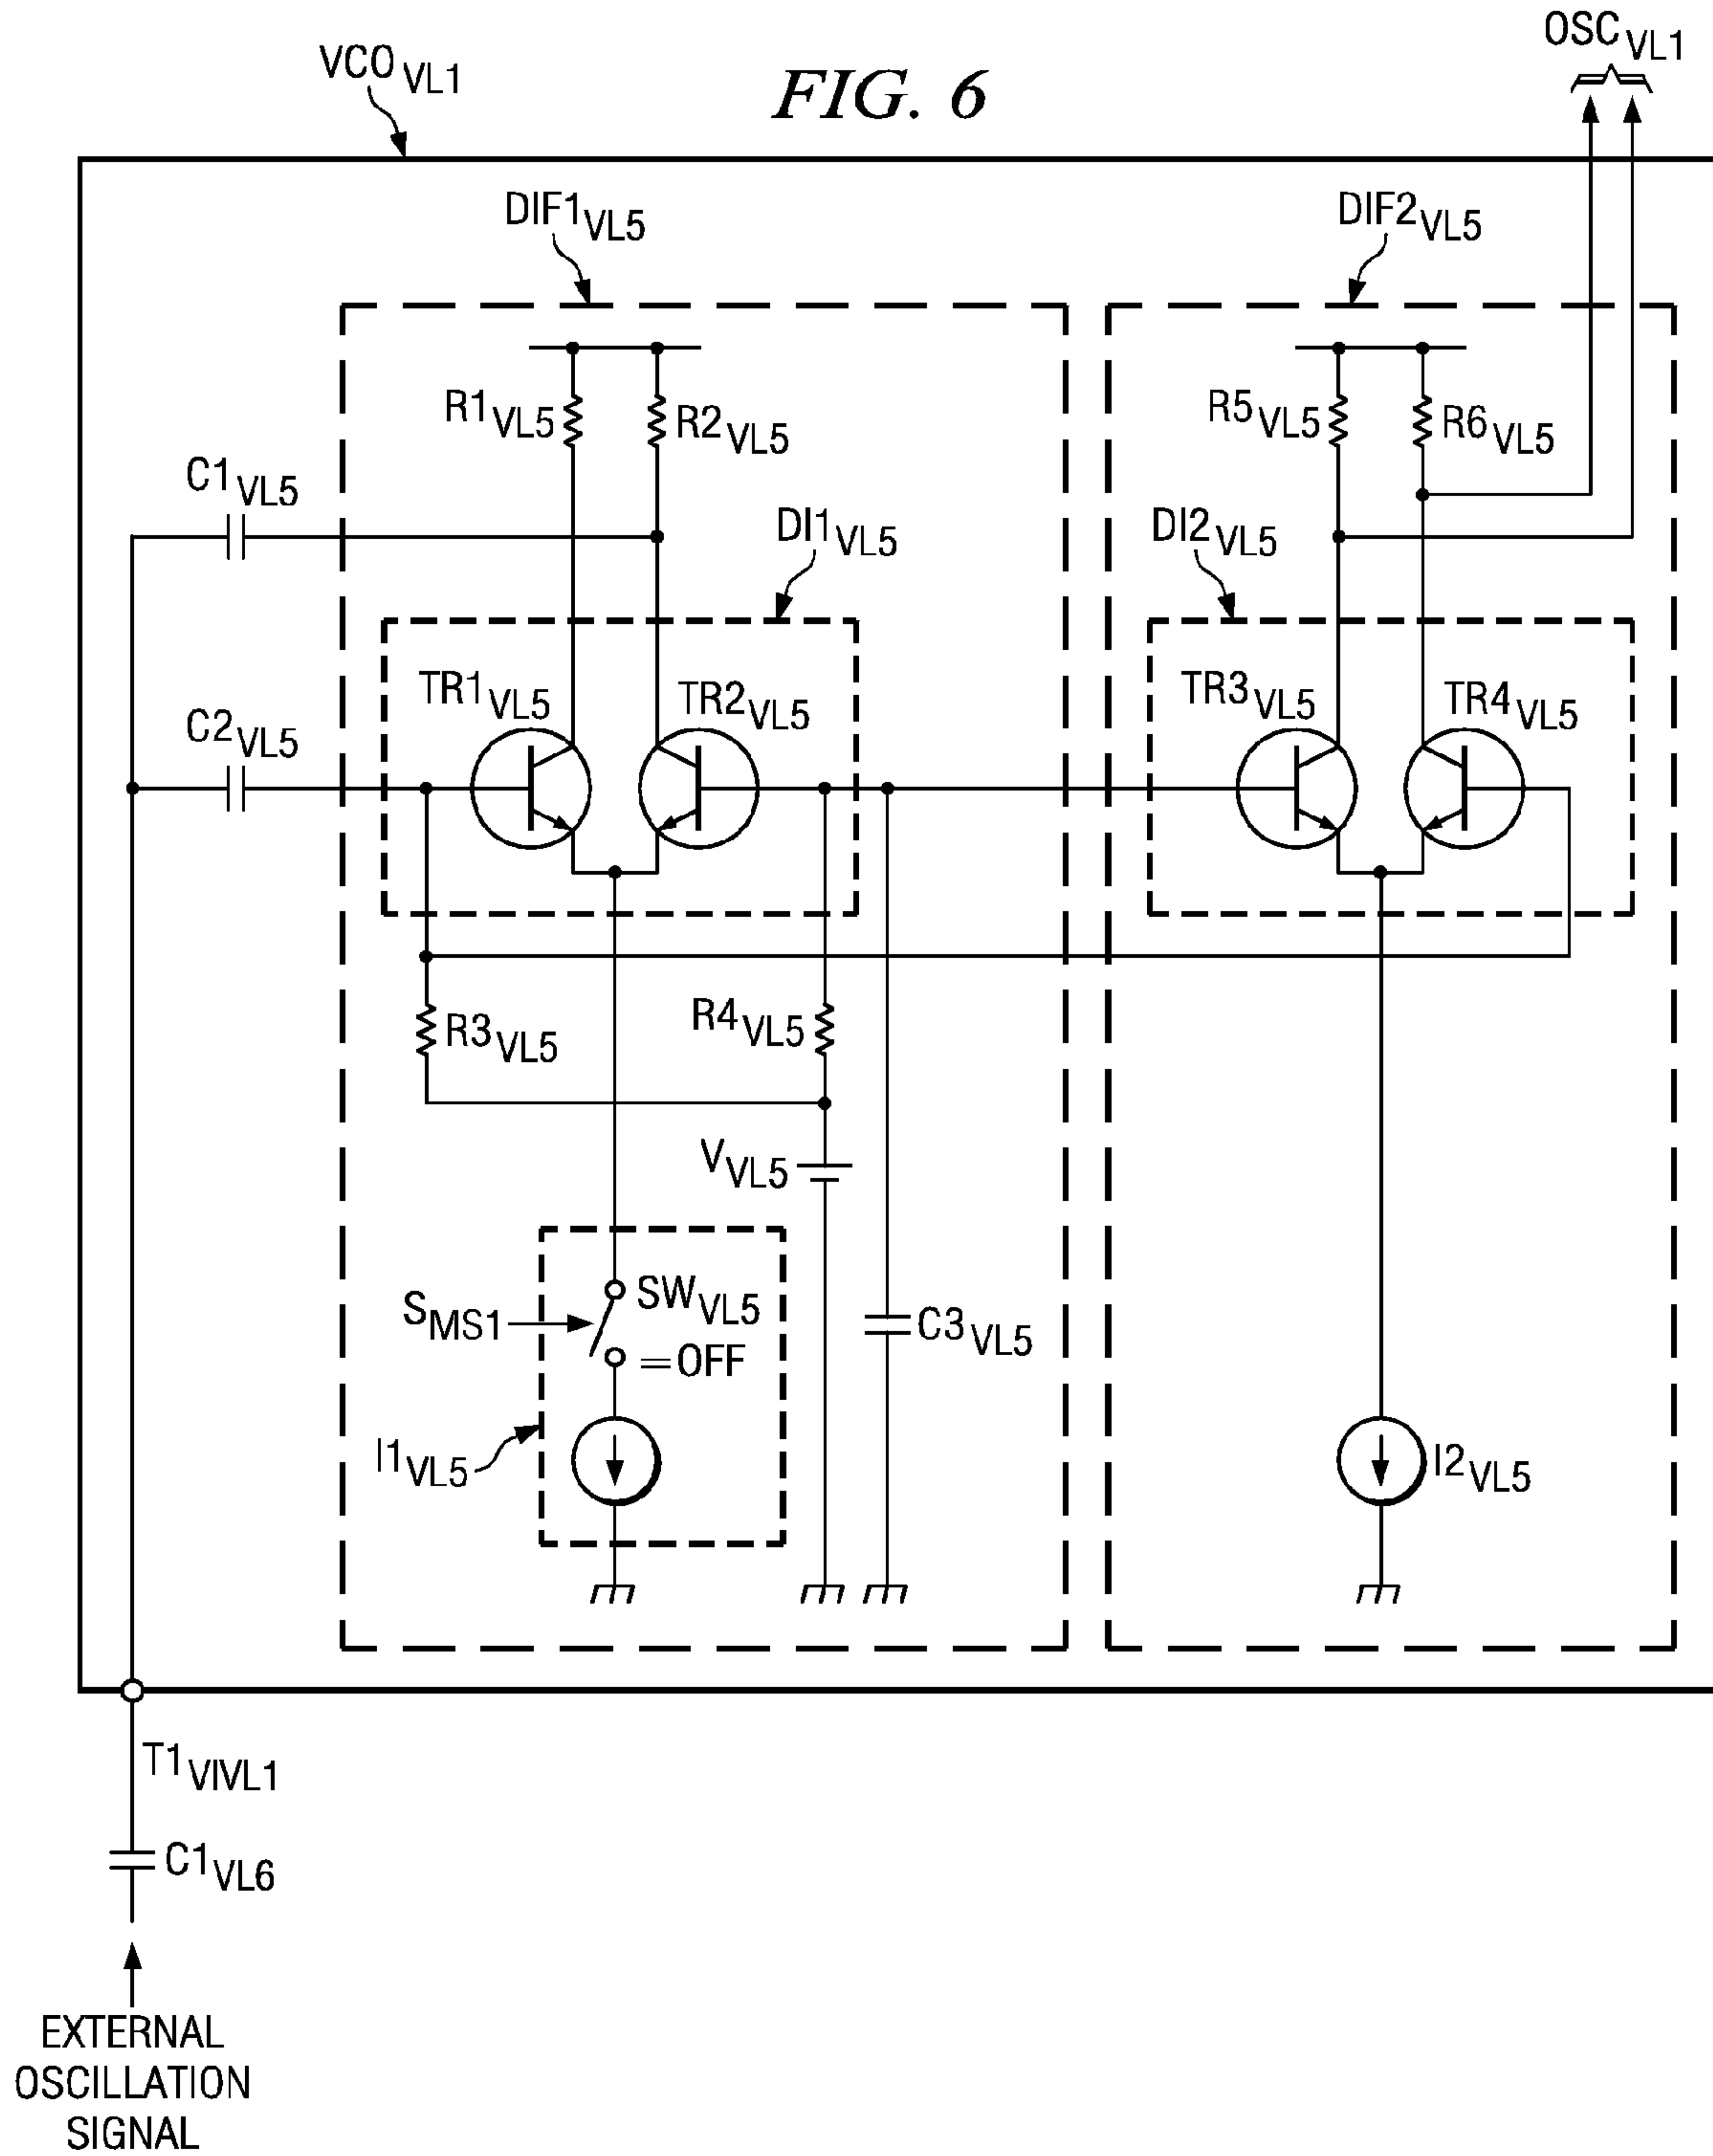 FIG. 6
VCO VL1
OSC VL1
DIF1 VL5
DIF2 VL5
R1 VL5
R2 VL5
R5 VL5
R6 VL5
C1 VL5
DI1 VL5
DI2 VL5
TR1 VL5
TR2 VL5
TR3 VL5
TR4 VL5
C2 VL5
R3 VL5
R4 VL5
V VL5
S MS1
SW VL5
=OFF
C3 VL5
I1 VL5
I2 VL5
T1 VIVL1
C1 VL6
EXTERNAL
OSCILLATION
SIGNAL